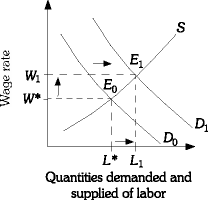 S
E₁
W₁
E₀
W*
D₁
D₀
L* L₁
Wage rate
Quantities demanded and
supplied of labor